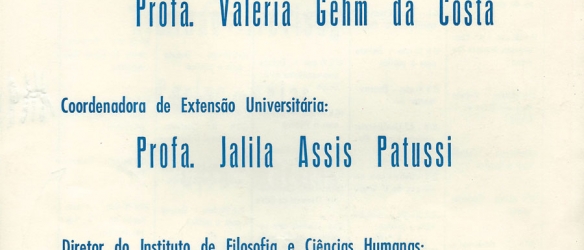 Profa. Valéria Gehm da Costa
Coordenadora de Extensão Universitária:
Profa. Jalila Assis Patussi
Diretor do Instituto de Filosofia e Ciências Humanas: